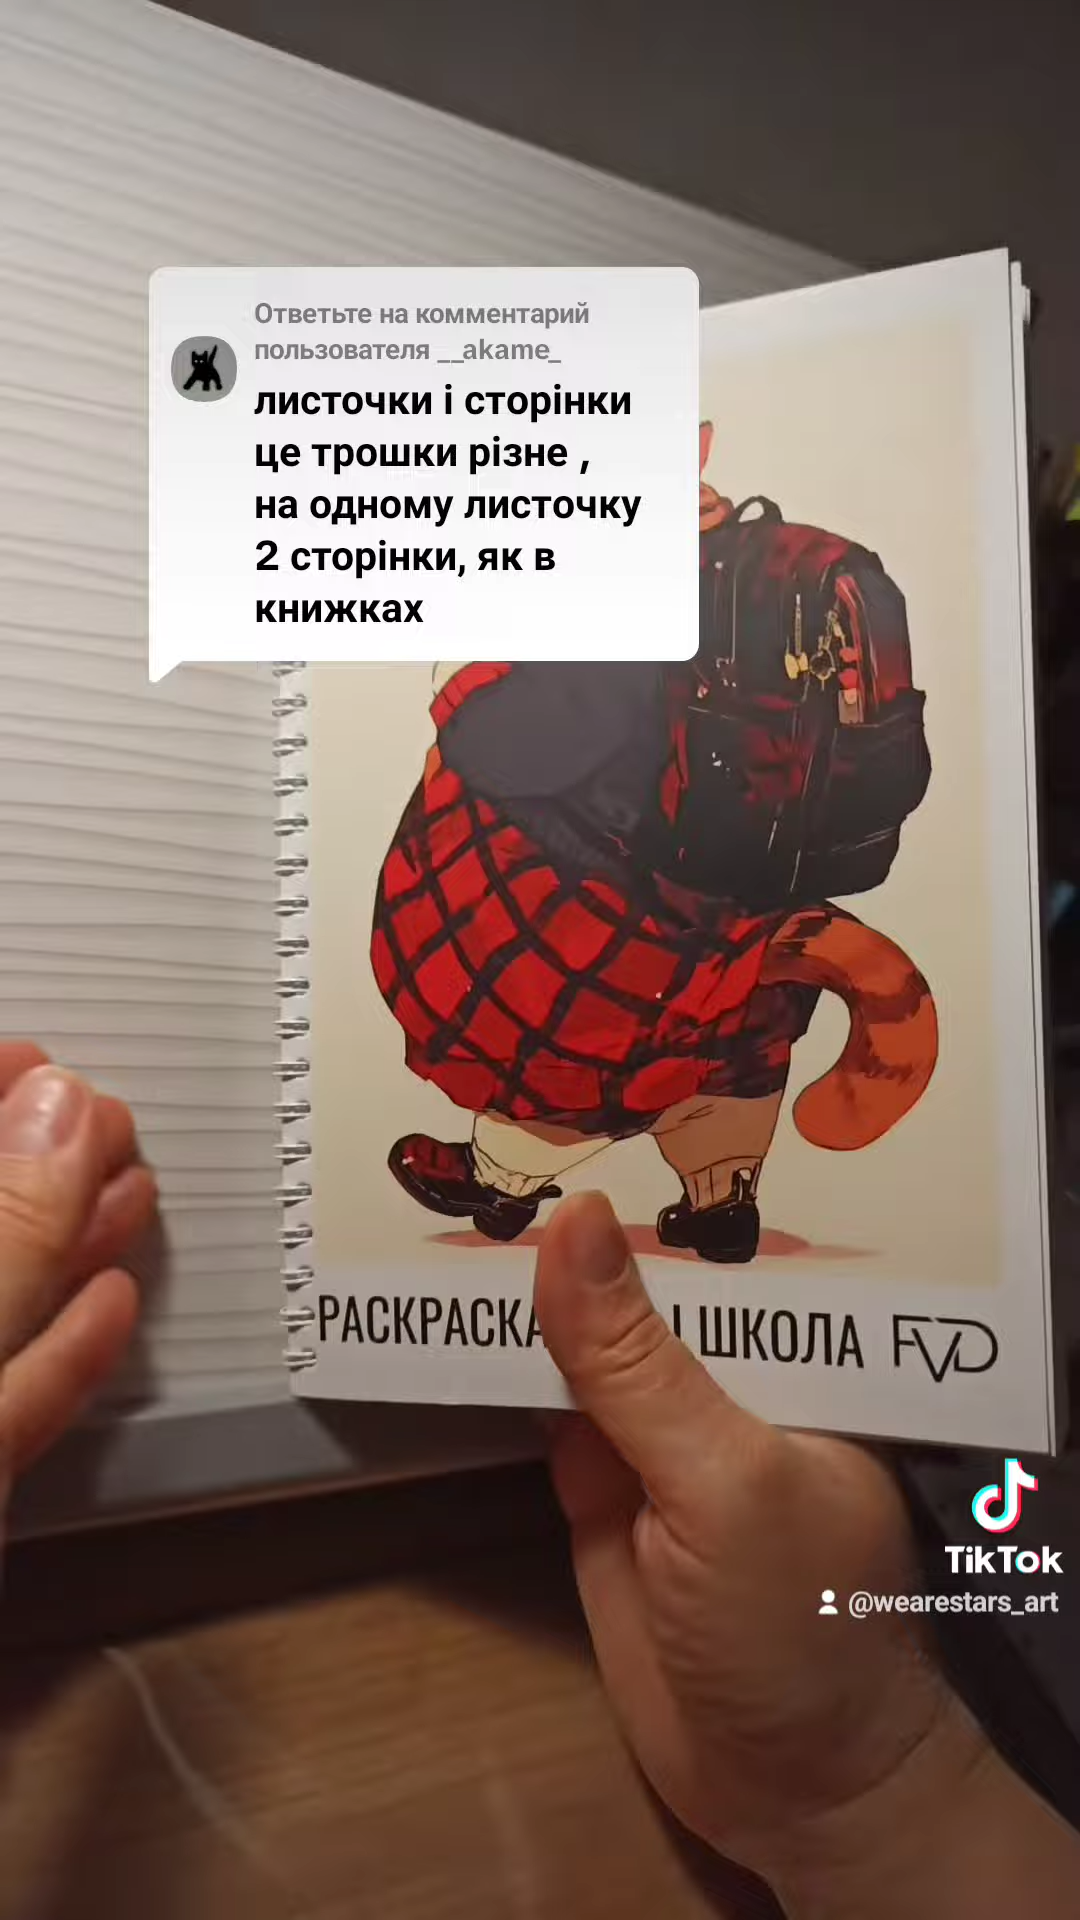 Ответьте на комментарий
пользователя __akame_
листочки і сторінки
це трошки різне ,
на одному листочку
2 сторінки, як в
книжках
РАСКРАСКА І ШКОЛА FVD
TikTok
@wearestars_art